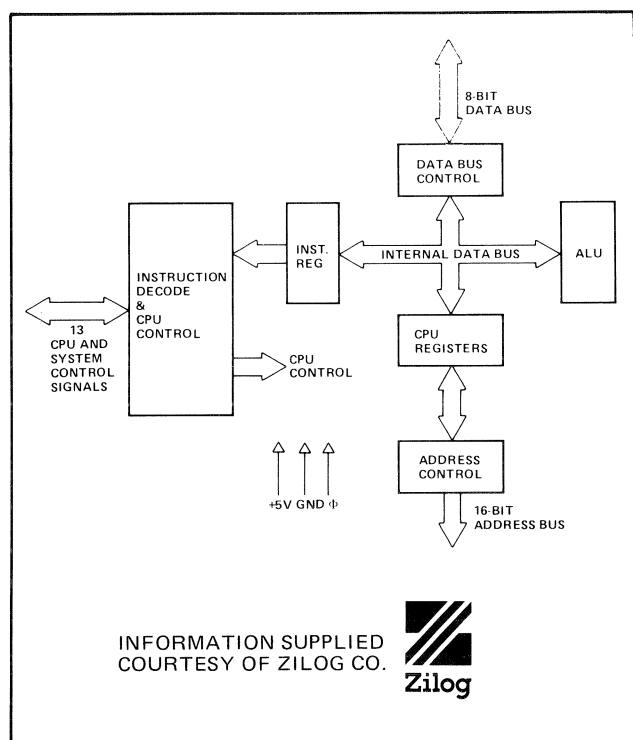 8-BIT
DATA BUS
DATA BUS
CONTROL
INSTRUCTION
DECODE
&
CPU
CONTROL
INST.
REG
INTERNAL DATA BUS
ALU
13
CPU AND
SYSTEM
CONTROL
SIGNALS
CPU
REGISTERS
CPU
CONTROL
ADDRESS
CONTROL
+5V GND Φ
16-BIT
ADDRESS BUS
INFORMATION SUPPLIED
COURTESY OF ZILOG CO.
Zilog